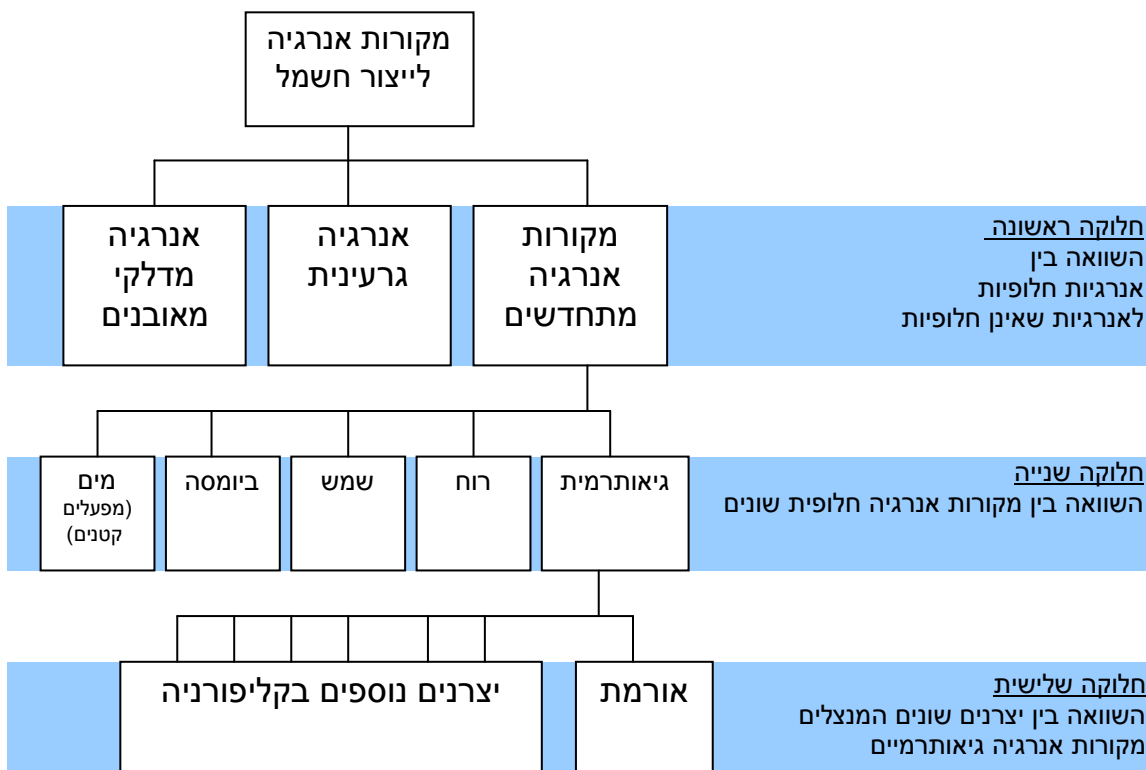 מקורות אנרגיה
לייצור חשמל
חלוקה ראשונה
השוואה בין
אנרגיות חלופיות
לאנרגיות שאינן חלופיות
מקורות
אנרגיה
מתחדשים
אנרגיה
גרעינית
אנרגיה
מדלקי
מאובנים
חלוקה שנייה
השוואה בין מקורות אנרגיה חלופית שונים
גיאותרמית
רוח
שמש
ביומסה
מים
(מפעלים
קטנים)
חלוקה שלישית
השוואה בין יצרנים שונים המנצלים
מקורות אנרגיה גיאותרמיים
אורמת
יצרנים נוספים בקליפורניה